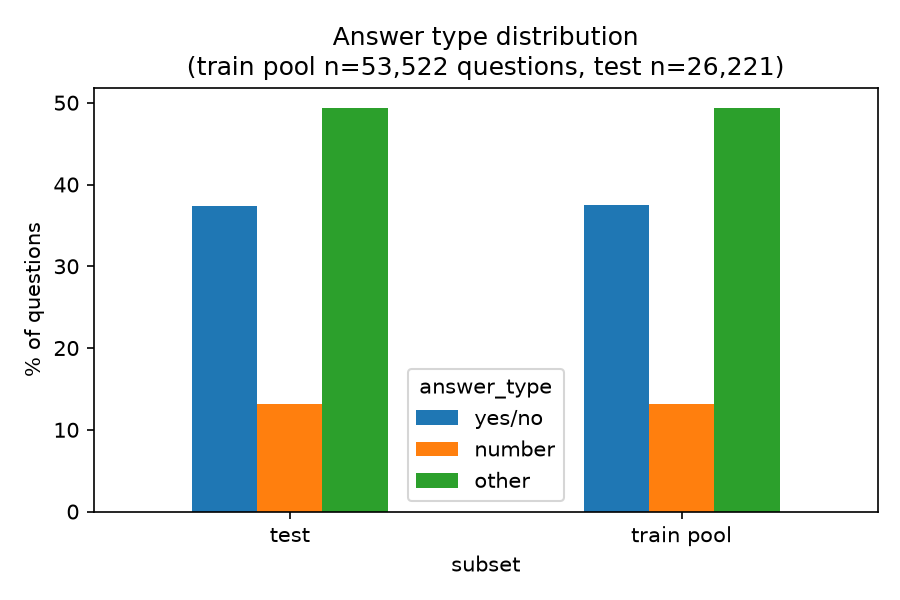 Answer type distribution
(train pool n=53,522 questions, test n=26,221)
% of questions
50
40
30
20
10
0
answer_type
yes/no
number
other
test
train pool
subset